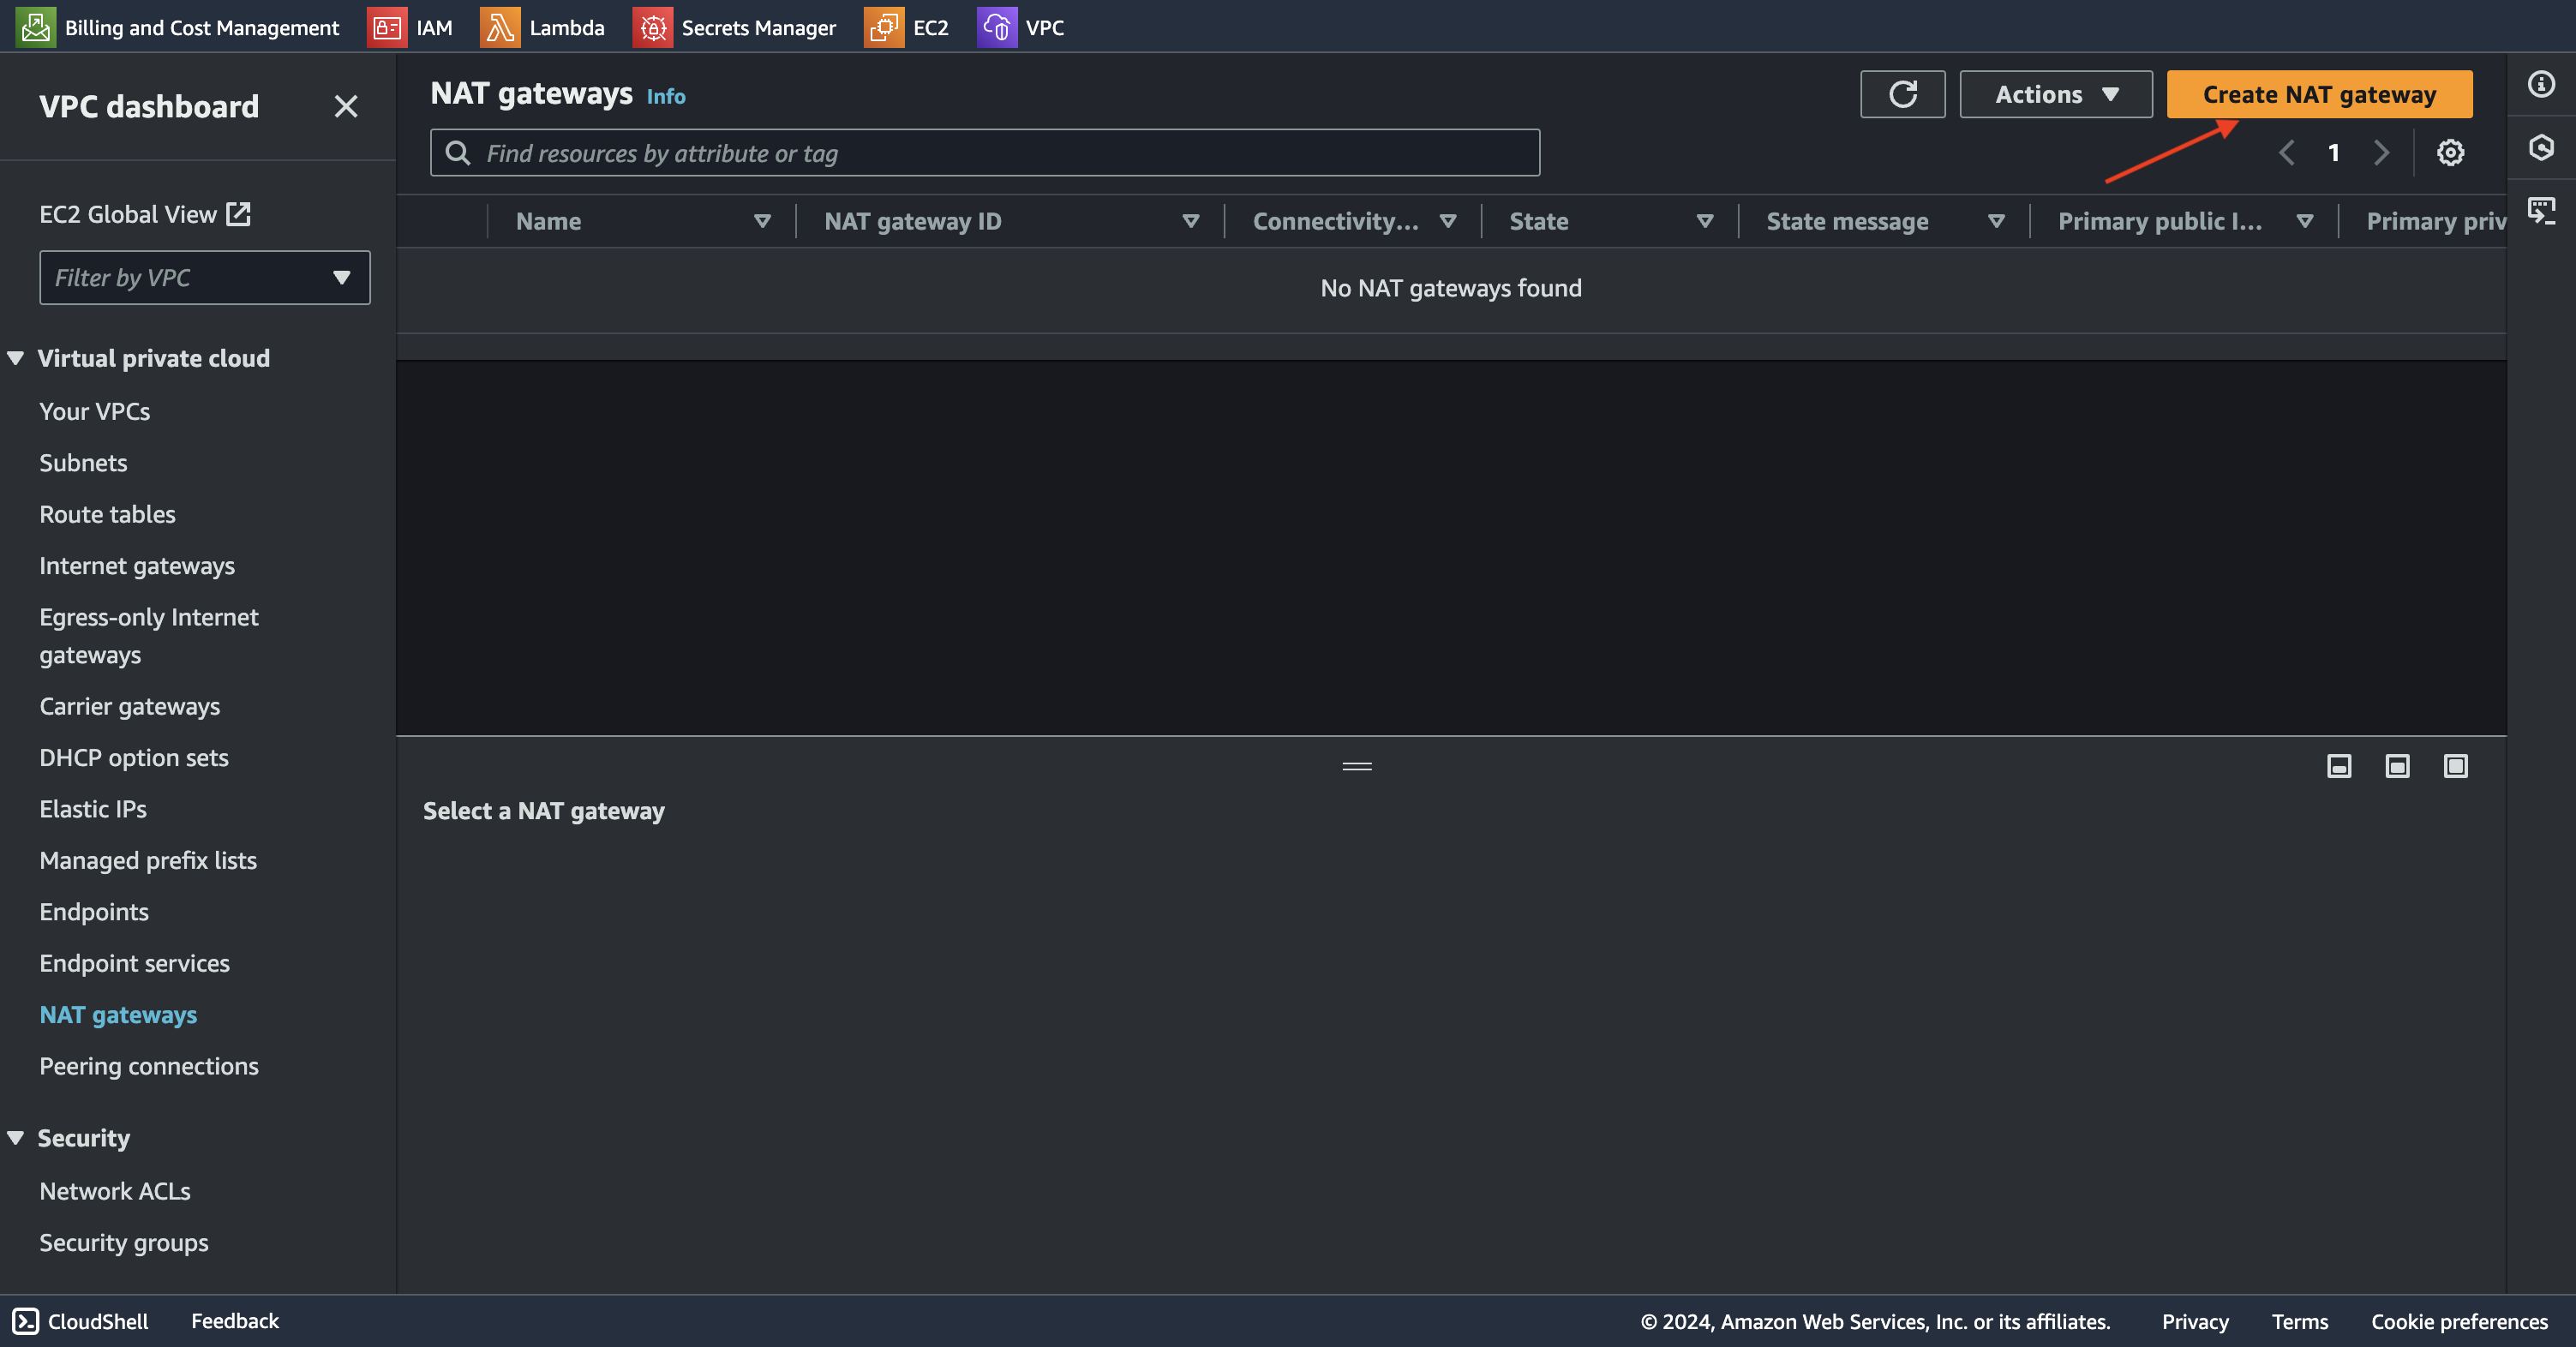 Billing and Cost Management IAM Lambda Secrets Manager EC2 VPC
VPC dashboard
EC2 Global View
Filter by VPC
Virtual private cloud
Your VPCs
Subnets
Route tables
Internet gateways
Egress-only Internet
gateways
Carrier gateways
DHCP option sets
Elastic IPs
Managed prefix lists
Endpoints
Endpoint services
NAT gateways
Peering connections
Security
Network ACLs
Security groups
NAT gateways Info
Actions
Create NAT gateway
Find resources by attribute or tag
1
Name NAT gateway ID Connectivity... State State message Primary public I... Primary priv
No NAT gateways found
Select a NAT gateway
CloudShell Feedback © 2024, Amazon Web Services, Inc. or its affiliates. Privacy Terms Cookie preferences